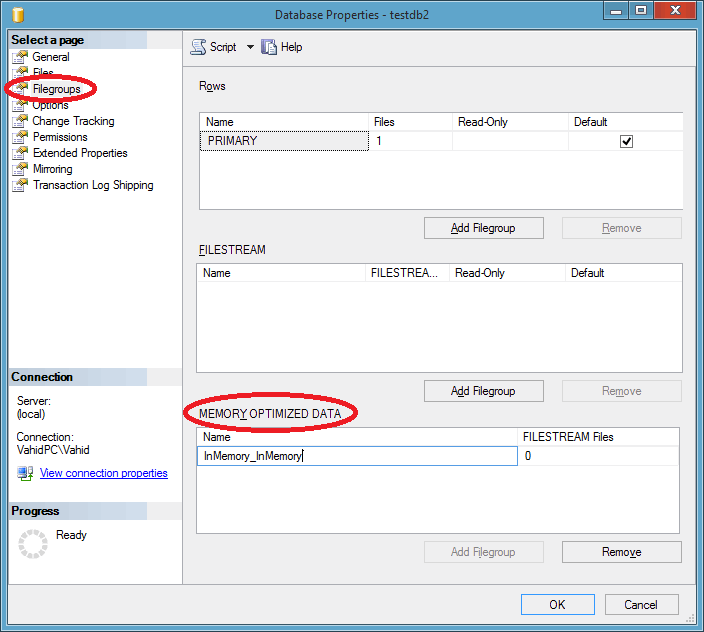 Database Properties - testdb2
Select a page
General
Files
Filegroups
Options
Change Tracking
Permissions
Extended Properties
Mirroring
Transaction Log Shipping
Connection
Server:
(local)
Connection:
VahidPC\Vahid
View connection properties
Progress
Ready
Script Help
Rows
Name Files Read-Only Default
PRIMARY 1
Add Filegroup Remove
FILESTREAM
Name FILESTREA... Read-Only Default
Add Filegroup Remove
MEMORY OPTIMIZED DATA
Name FILESTREAM Files
InMemory_InMemory 0
Add Filegroup Remove
OK Cancel